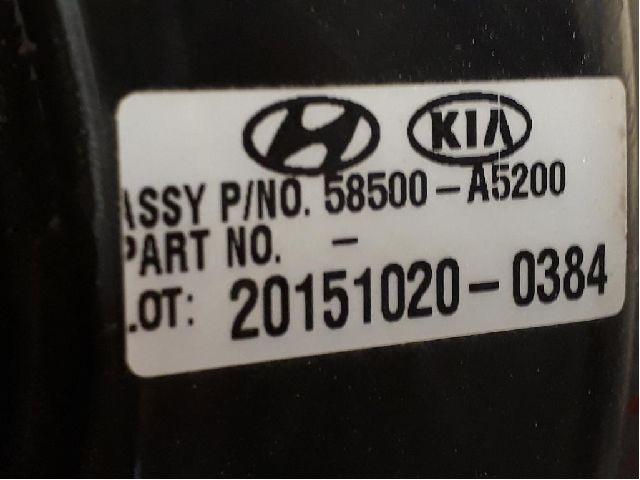 KIA
ASSY P/NO. 58500-A5200
PART NO. -
LOT: 20151020-0384